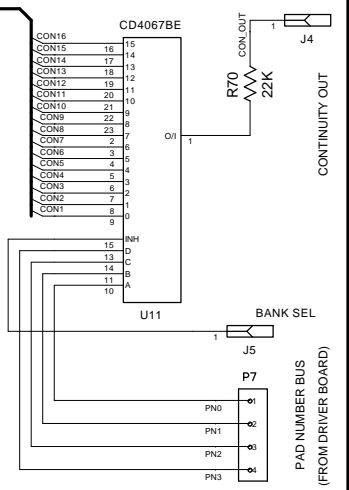 CD4067BE
CON16
CON15
CON14
CON13
CON12
CON11
CON10
CON9
CON8
CON7
CON6
CON5
CON4
CON3
CON2
CON1
16
17
18
19
20
21
22
23
2
3
4
5
6
7
8
9
15
14
13
12
11
10
9
8
7
6
5
4
3
2
1
0
O/I
1
INH
D
C
B
A
15
13
14
11
10
U11
CON_OUT
R70
22K
1
J4
CONTINUITY OUT
BANK SEL
1
J5
P7
PN0
PN1
PN2
PN3
1
2
3
4
PAD NUMBER BUS
(FROM DRIVER BOARD)